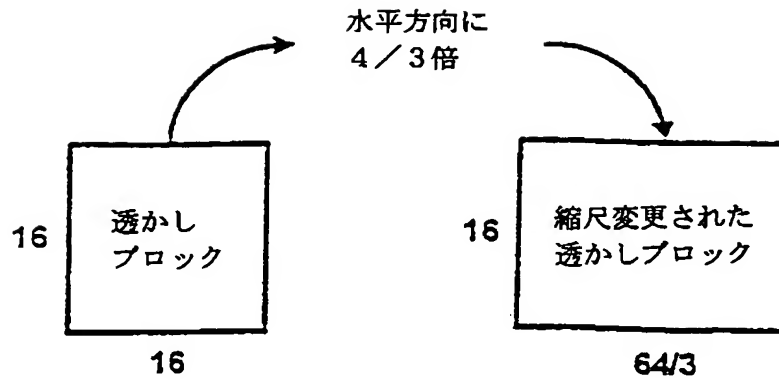 水平方向に
4／3倍
16
透かし
ブロック
16
16
縮尺変更された
透かしブロック
64/3